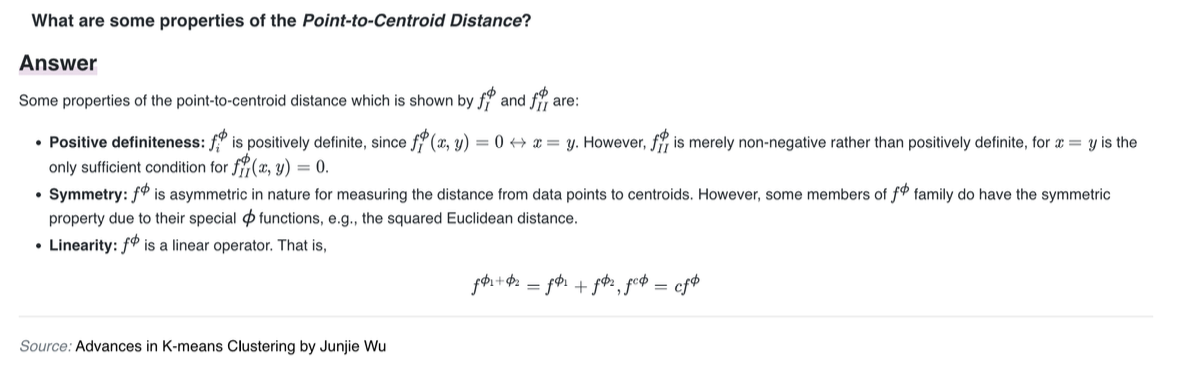 What are some properties of the Point-to-Centroid Distance?
Answer
Some properties of the point-to-centroid distance which is shown by $f_I^\phi$ and $f_{II}^\phi$ are:
• Positive definiteness: $f_i^\phi$ is positively definite, since $f_I^\phi(x, y) = 0 \leftrightarrow x = y$. However, $f_{II}^\phi$ is merely non-negative rather than positively definite, for $x = y$ is the
only sufficient condition for $f_{II}^\phi(x, y) = 0$.
• Symmetry: $f^\phi$ is asymmetric in nature for measuring the distance from data points to centroids. However, some members of $f^\phi$ family do have the symmetric
property due to their special $\phi$ functions, e.g., the squared Euclidean distance.
• Linearity: $f^\phi$ is a linear operator. That is,
$f^{\phi_1+\phi_2} = f^{\phi_1} + f^{\phi_2}, f^{c\phi} = cf^\phi$
Source: Advances in K-means Clustering by Junjie Wu